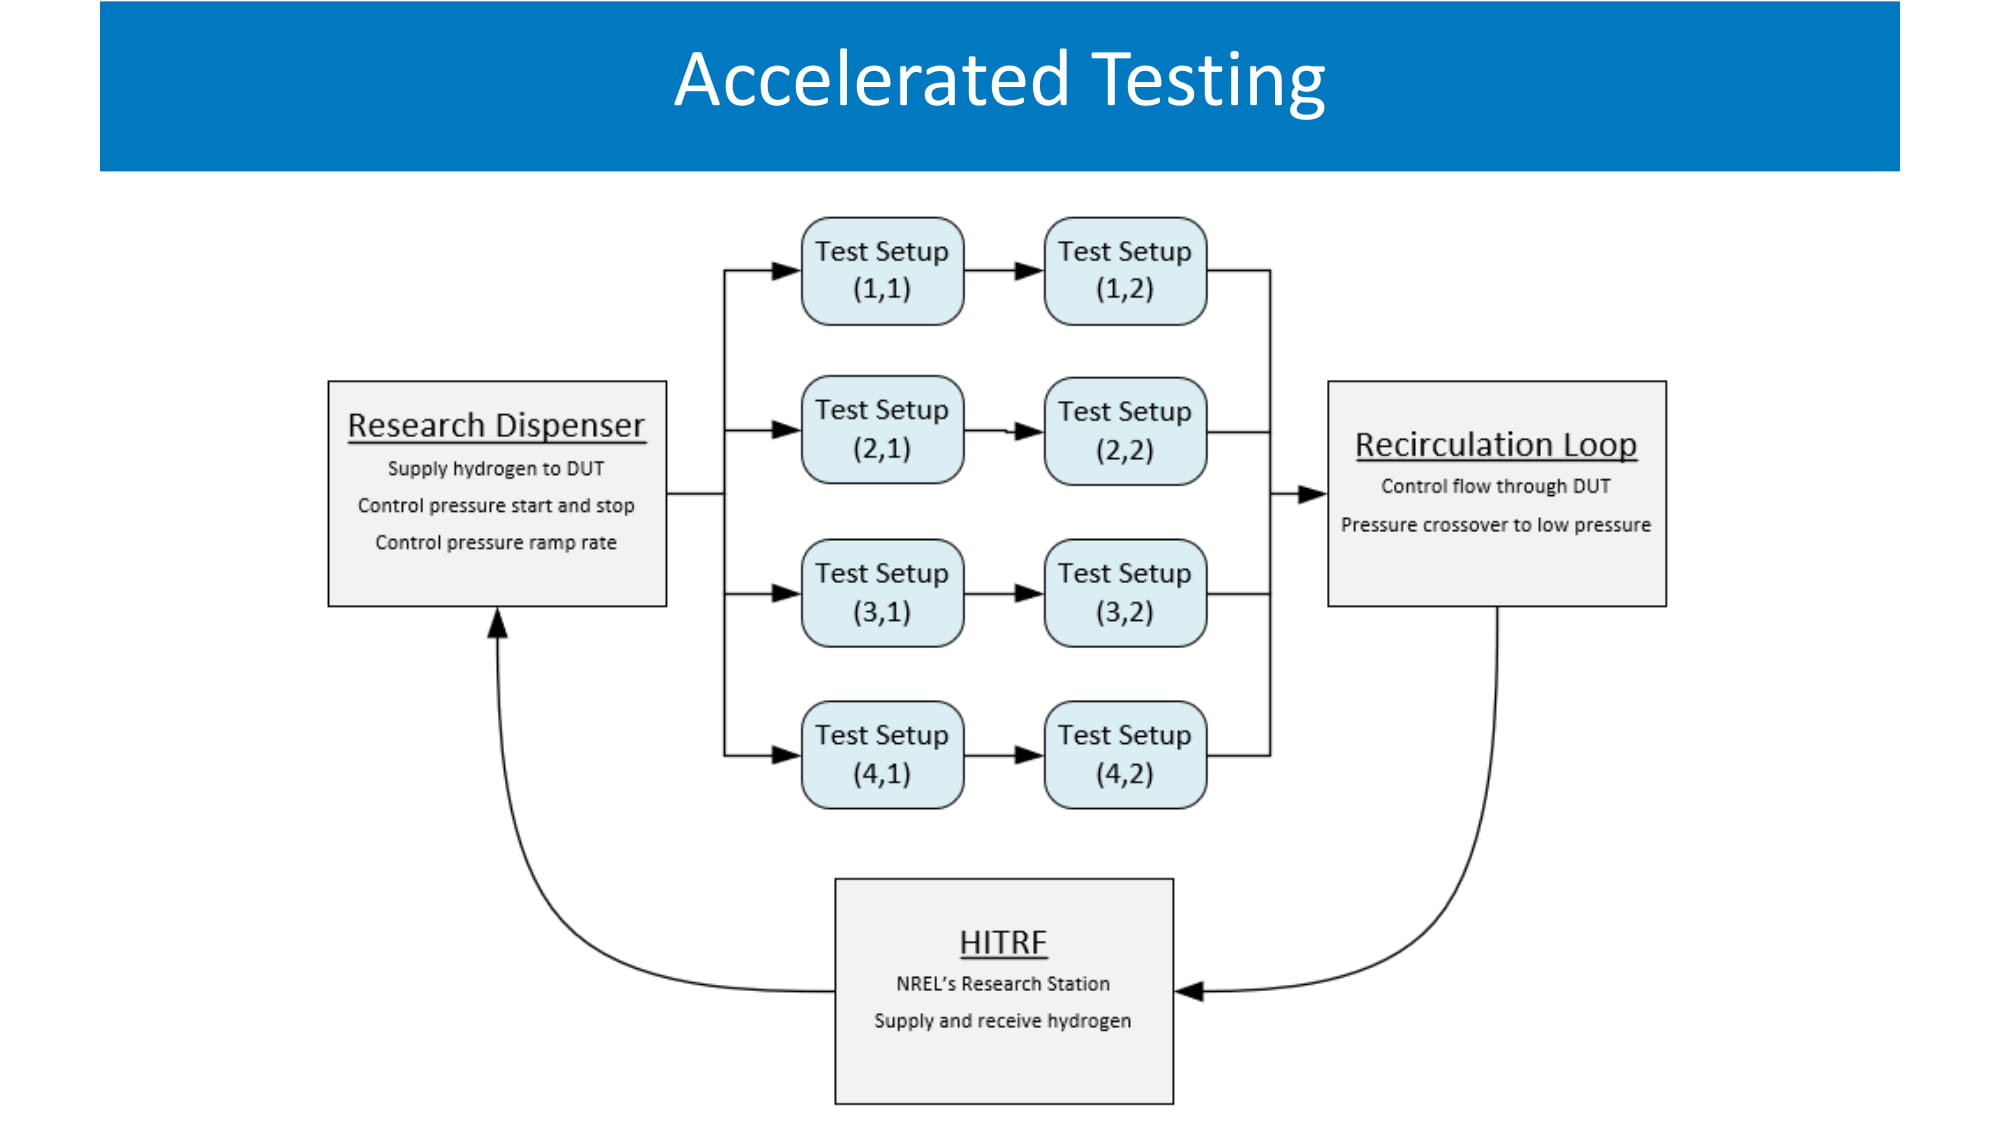 Accelerated Testing
Test Setup
(1,1)
Test Setup
(1,2)
Test Setup
(2,1)
Test Setup
(2,2)
Research Dispenser
Supply hydrogen to DUT
Control pressure start and stop
Control pressure ramp rate
Recirculation Loop
Control flow through DUT
Pressure crossover to low pressure
Test Setup
(3,1)
Test Setup
(3,2)
Test Setup
(4,1)
Test Setup
(4,2)
HITRF
NREL’s Research Station
Supply and receive hydrogen